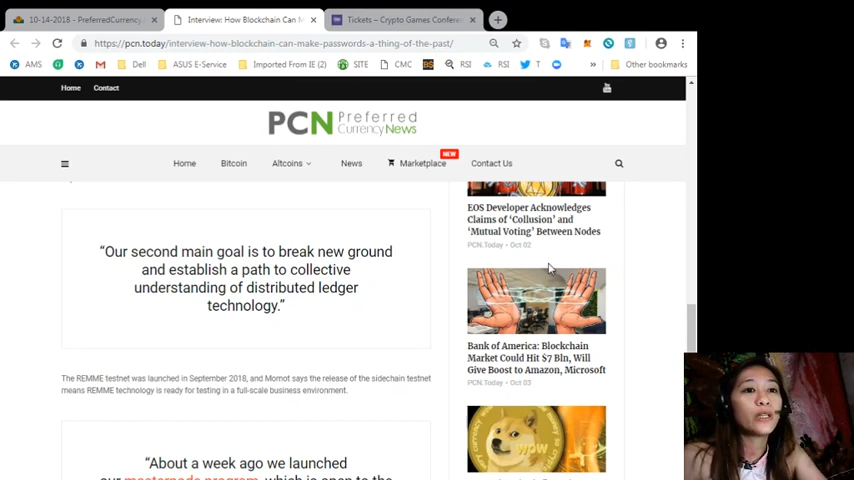 10-14-2018 - PreferredCurrency
Interview: How Blockchain Can M
Tickets – Crypto Games Confere
https://pcn.today/interview-how-blockchain-can-make-passwords-a-thing-of-the-past/
AMS
Dell
ASUS E-Service
Imported From IE (2)
SITE
CMC
BS
RSI
RSI
T
Other bookmarks
Home
Contact
PCN Preferred
Currency News
NEW
Home
Bitcoin
Altcoins
News
Marketplace
Contact Us
EOS Developer Acknowledges
Claims of ‘Collusion’ and
‘Mutual Voting’ Between Nodes
PCN.Today - Oct 02
“Our second main goal is to break new ground
and establish a path to collective
understanding of distributed ledger
technology.”
Bank of America: Blockchain
Market Could Hit $7 Bln, Will
Give Boost to Amazon, Microsoft
PCN.Today - Oct 03
The REMME testnet was launched in September 2018, and Momot says the release of the sidechain testnet
means REMME technology is ready for testing in a full-scale business environment.
WOW
“About a week ago we launched
our masternode program, which is open to the